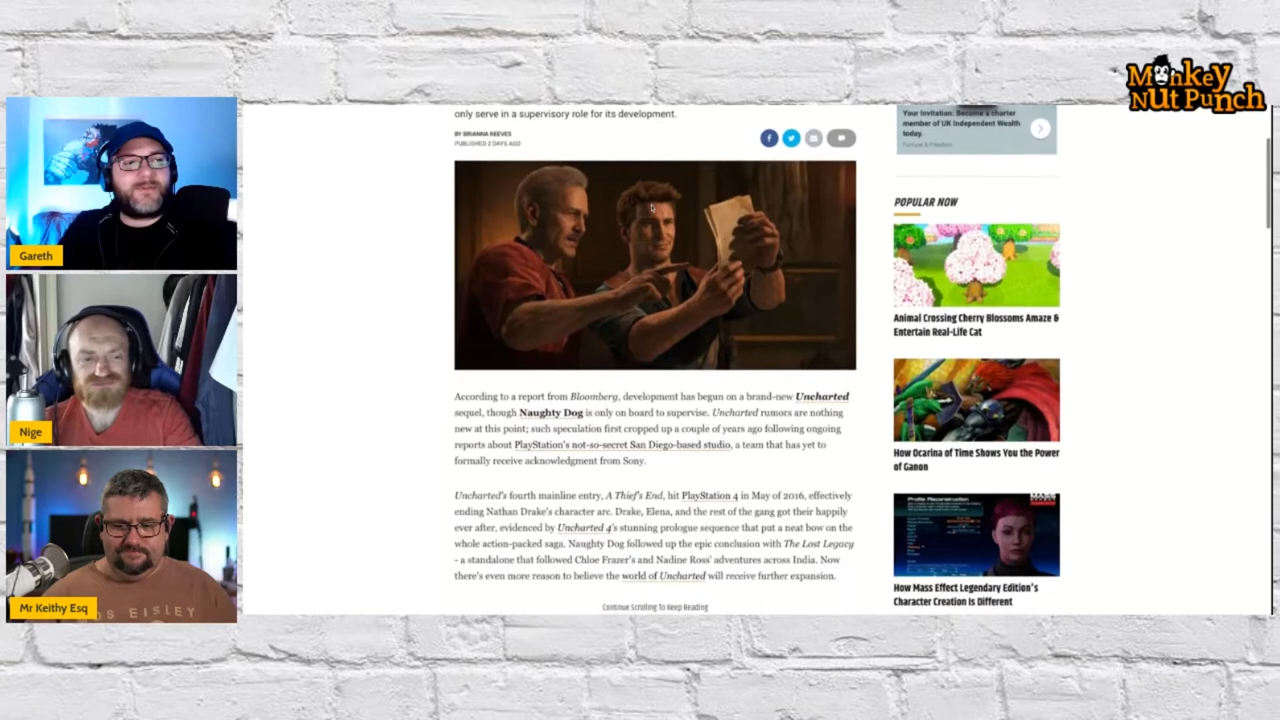 Monkey
Nut Punch
Gareth
Nige
Mr Keithy Esq
OS EISLEY
only serve in a supervisory role for its development.
BY BRIANNA REEVES
PUBLISHED 2 DAYS AGO
According to a report from Bloomberg, development has begun on a brand-new Uncharted
sequel, though Naughty Dog is only on board to supervise. Uncharted rumors are nothing
new at this point; such speculation first cropped up a couple of years ago following ongoing
reports about PlayStation's not-so-secret San Diego-based studio, a team that has yet to
formally receive acknowledgment from Sony.
Uncharted's fourth mainline entry, A Thief's End, hit PlayStation 4 in May of 2016, effectively
ending Nathan Drake's character arc. Drake, Elena, and the rest of the gang got their happily
ever after, evidenced by Uncharted 4's stunning prologue sequence that put a neat bow on the
whole action-packed saga. Naughty Dog followed up the epic conclusion with The Lost Legacy
- a standalone that followed Chloe Frazer's and Nadine Ross' adventures across India. Now
there's even more reason to believe the world of Uncharted will receive further expansion.
Continue Scrolling To Keep Reading
Your Invitation: Become a charter
member of UK Independent Wealth
today.
Fortune & Freedom
POPULAR NOW
Animal Crossing Cherry Blossoms Amaze &
Entertain Real-Life Cat
How Ocarina of Time Shows You the Power
of Ganon
Profile Reconstruction
MASS
How Mass Effect Legendary Edition's
Character Creation Is Different